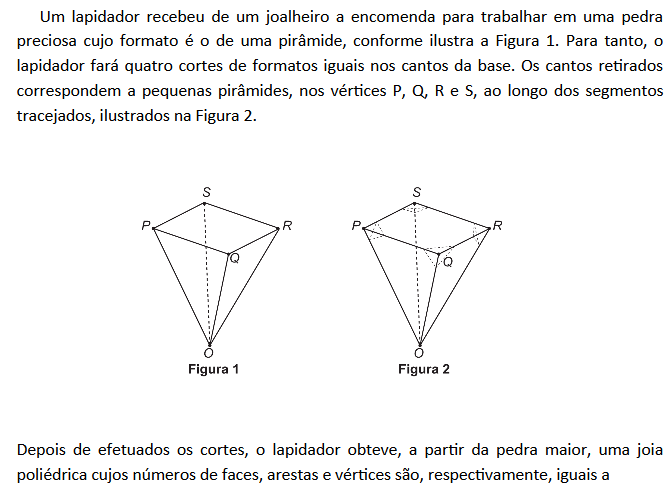 Um lapidador recebeu de um joalheiro a encomenda para trabalhar em uma pedra
preciosa cujo formato é o de uma pirâmide, conforme ilustra a Figura 1. Para tanto, o
lapidador fará quatro cortes de formatos iguais nos cantos da base. Os cantos retirados
correspondem a pequenas pirâmides, nos vértices P, Q, R e S, ao longo dos segmentos
tracejados, ilustrados na Figura 2.
S
P
R
Q
O
Figura 1
S
P
R
Q
O
Figura 2
Depois de efetuados os cortes, o lapidador obteve, a partir da pedra maior, uma joia
poliédrica cujos números de faces, arestas e vértices são, respectivamente, iguais a